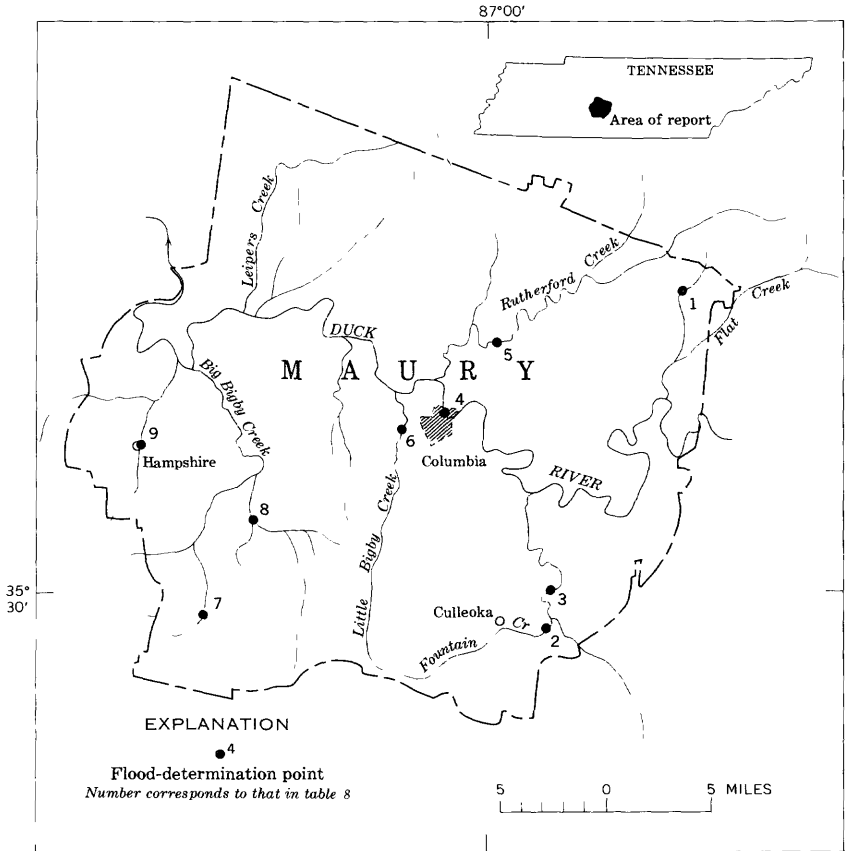 87°00′
TENNESSEE
Area of report
Leipers Creek
Rutherford Creek
1
Flat Creek
DUCK
5
M A U R Y
Big Bigby Creek
4
9
Hampshire
6
Columbia
RIVER
Little Bigby Creek
8
35°
30′
3
7
Culleoka
Fountain Cr
2
EXPLANATION
4
Flood-determination point
Number corresponds to that in table 8
5 0 5 MILES